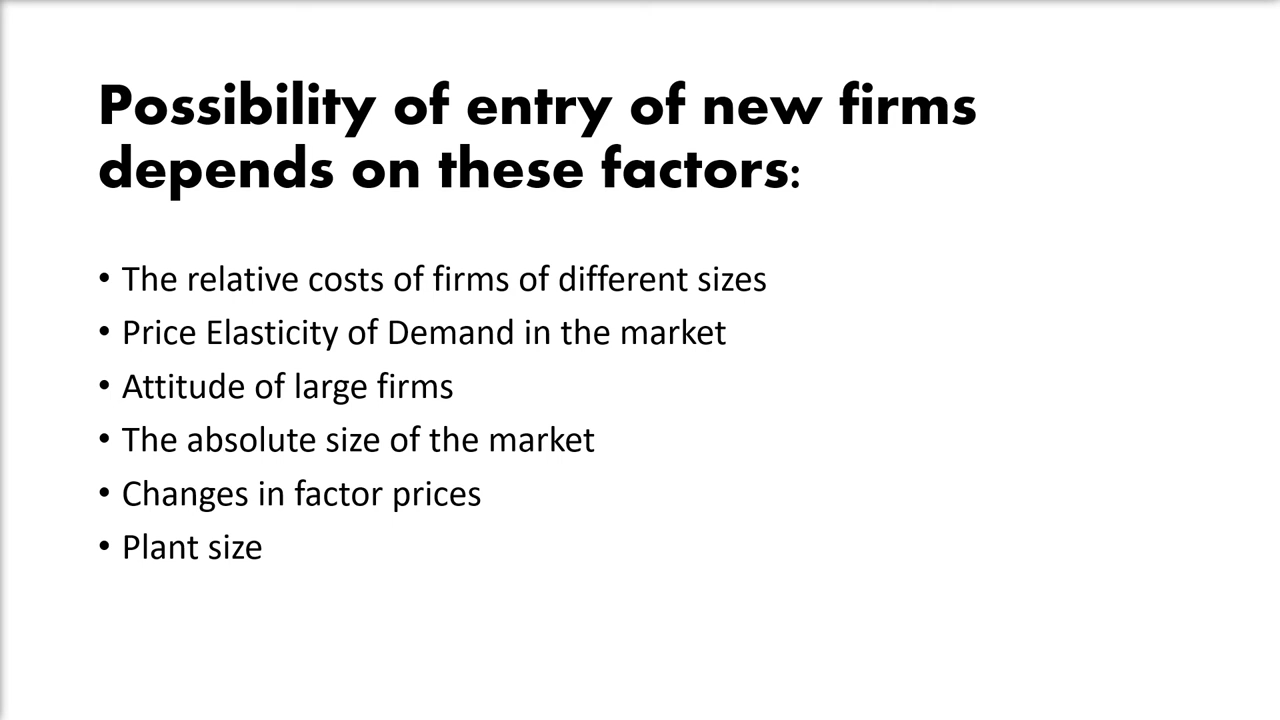 Possibility of entry of new firms
depends on these factors:
• The relative costs of firms of different sizes
• Price Elasticity of Demand in the market
• Attitude of large firms
• The absolute size of the market
• Changes in factor prices
• Plant size